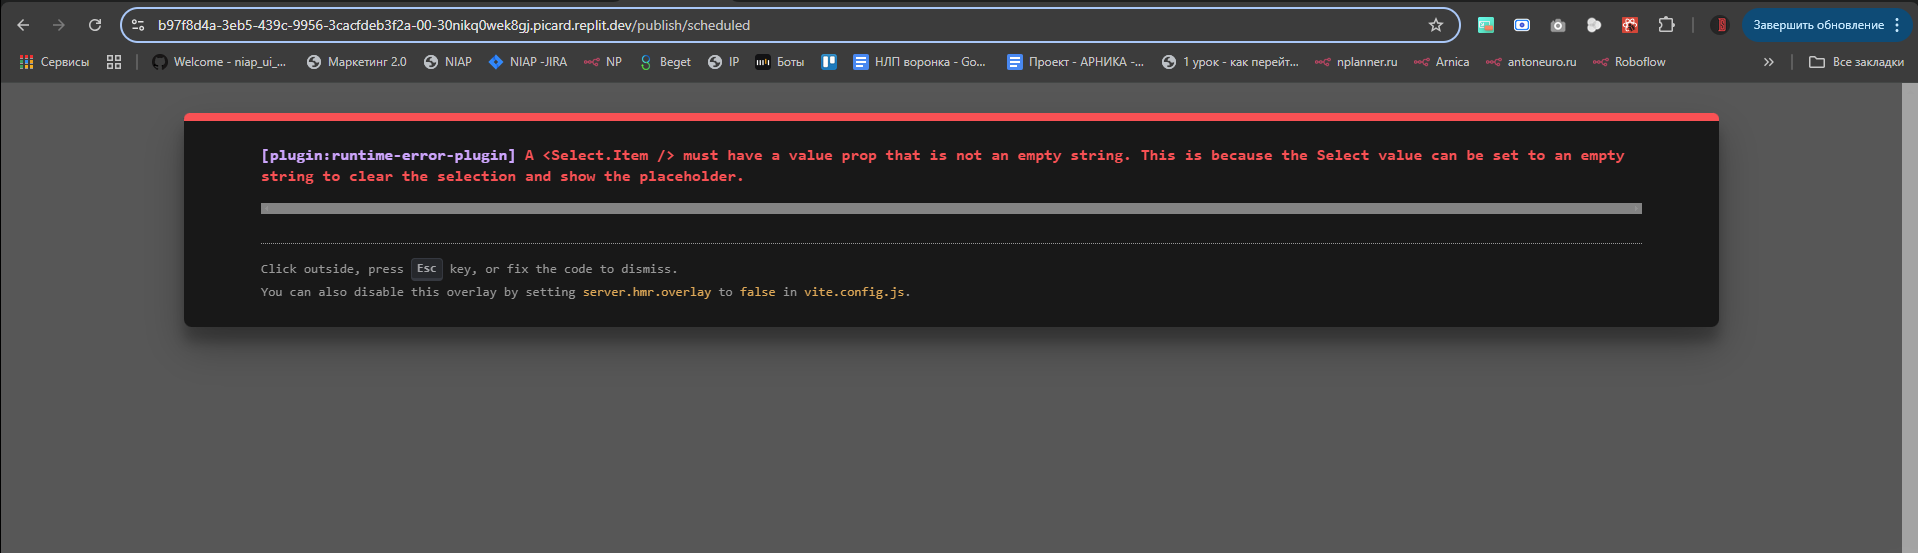 b97f8d4a-3eb5-439c-9956-3cacfdeb3f2a-00-30nikq0wek8gj.picard.replit.dev/publish/scheduled
Завершить обновление
Сервисы Welcome - niap_ui_... Маркетинг 2.0 NIAP NIAP -JIRA NP Beget IP Боты НЛП воронка - Go... Проект - АРНИКА -... 1 урок - как перейт... nplanner.ru Arnica antoneuro.ru Roboflow » Все закладки
[plugin:runtime-error-plugin] A <Select.Item /> must have a value prop that is not an empty string. This is because the Select value can be set to an empty
string to clear the selection and show the placeholder.
Click outside, press Esc key, or fix the code to dismiss.
You can also disable this overlay by setting server.hmr.overlay to false in vite.config.js.